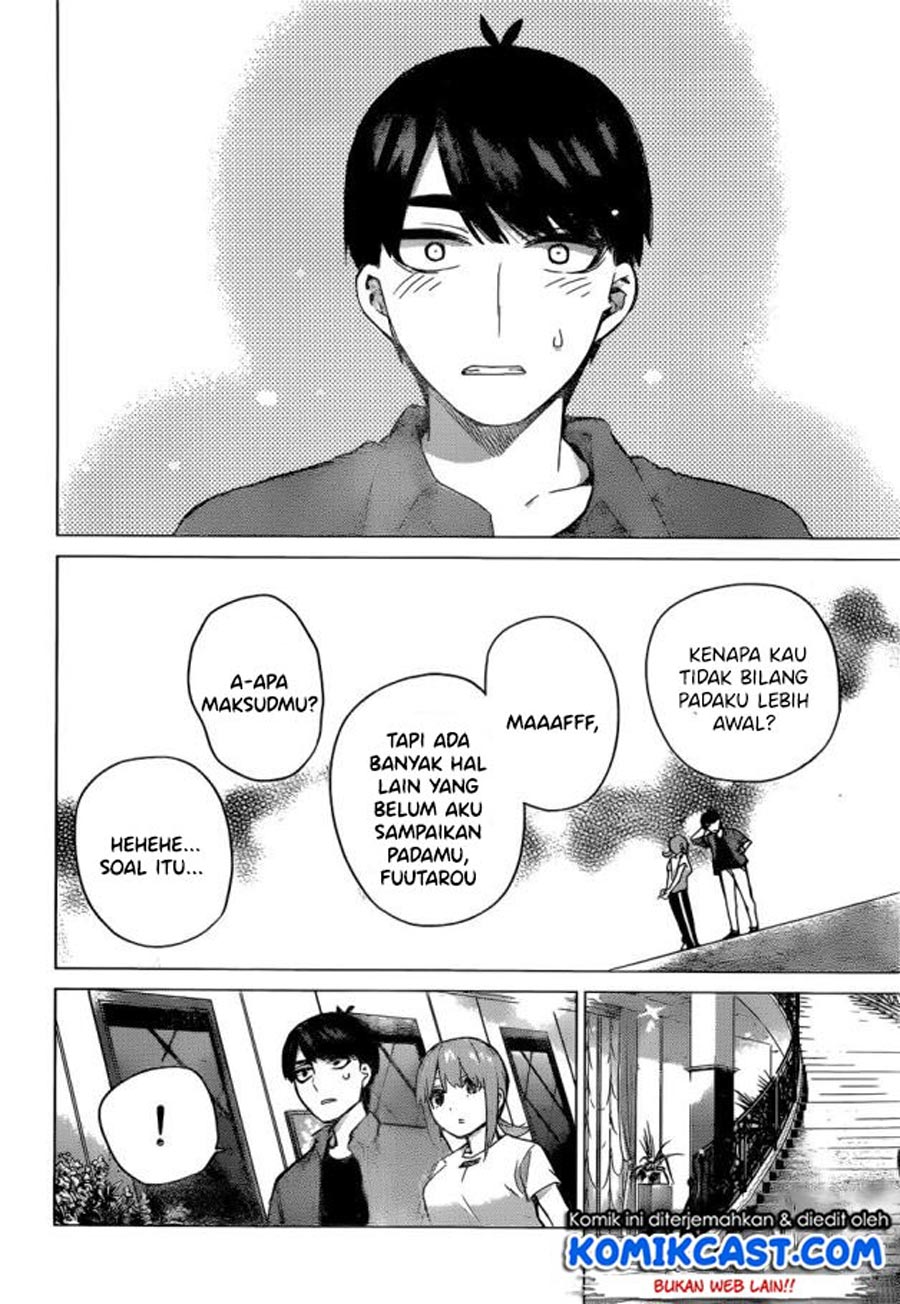 KENAPA KAU
TIDAK BILANG
PADAKU LEBIH
AWAL?
MAAAFFF,
TAPI ADA
BANYAK HAL
LAIN YANG
BELUM AKU
SAMPAIKAN
PADAMU,
FUUTAROU
A-APA
MAKSUDMU?
HEHEHE...
SOAL ITU...
!
Komik ini diterjemahkan & diedit oleh
KOMIKCAST.COM
BUKAN WEB LAIN!!